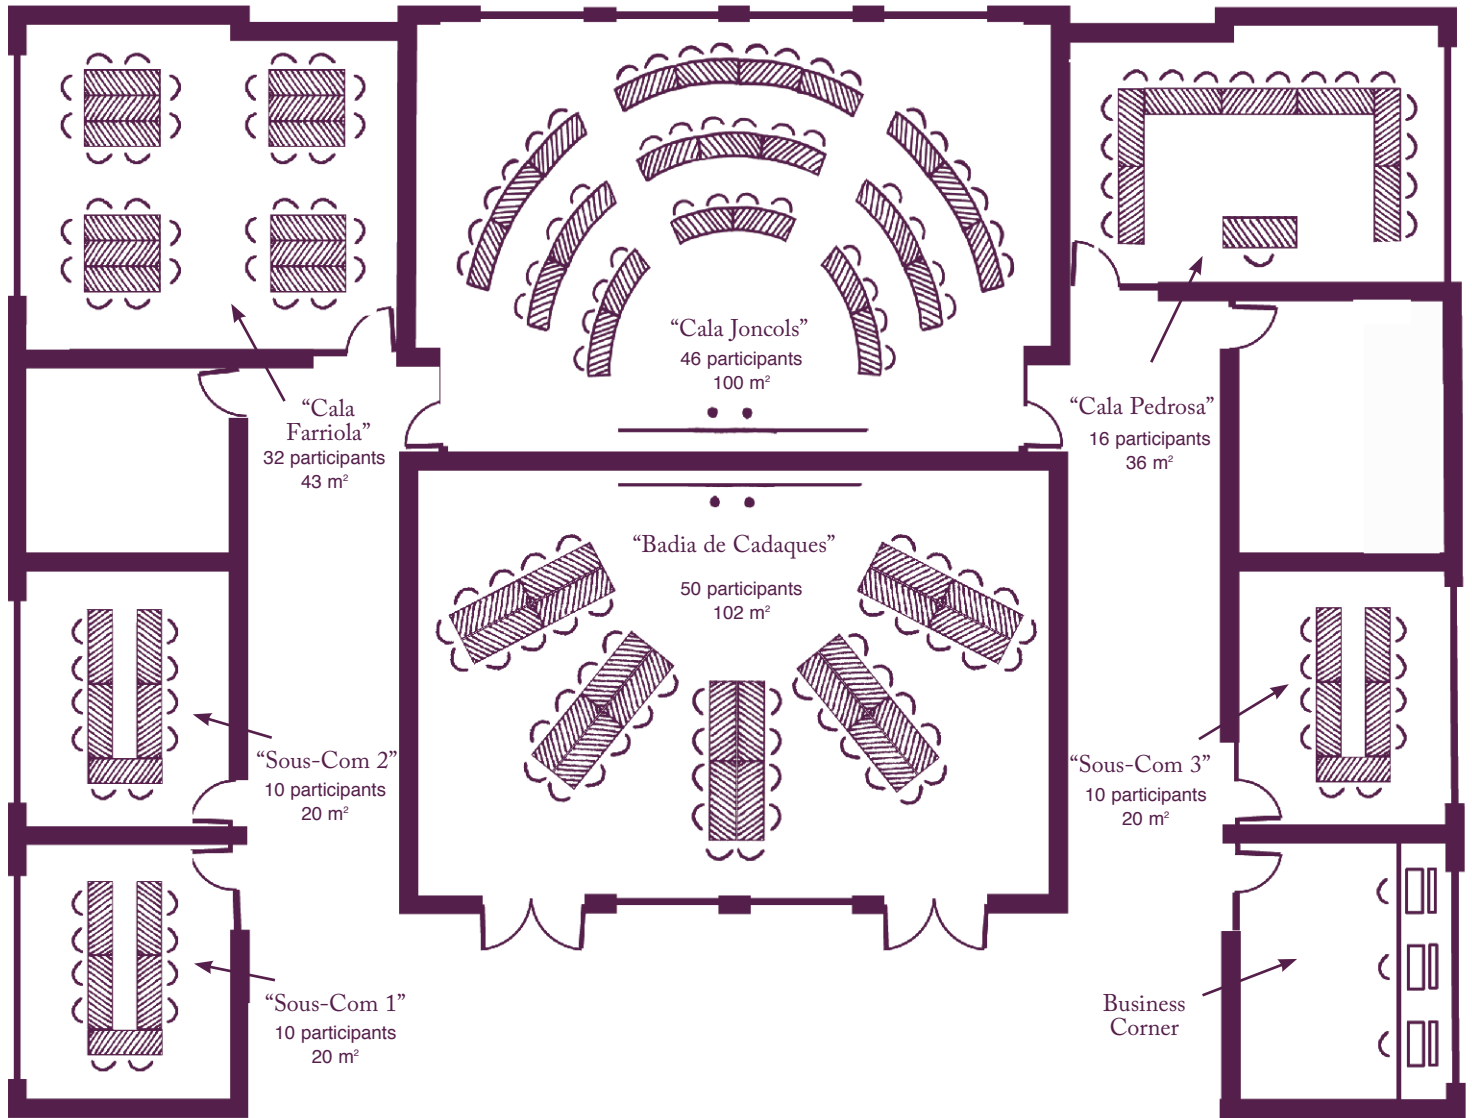 “Cala Joncols”
46 participants
100 m²
“Cala
Farriola”
32 participants
43 m²
“Cala Pedrosa”
16 participants
36 m²
“Badia de Cadaques”
50 participants
102 m²
“Sous-Com 2”
10 participants
20 m²
“Sous-Com 3”
10 participants
20 m²
“Sous-Com 1”
10 participants
20 m²
Business
Corner